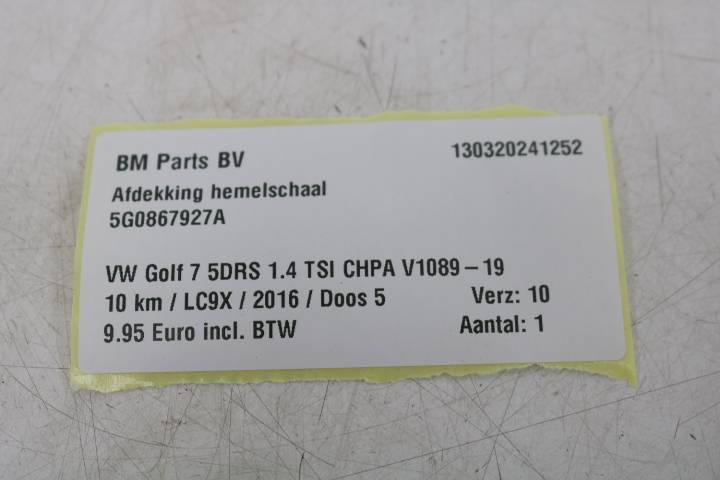 BM Parts BV 130320241252
Afdekking hemelschaal
5G0867927A
VW Golf 7 5DRS 1.4 TSI CHPA V1089-19
10 km / LC9X / 2016 / Doos 5 Verz: 10
9.95 Euro incl. BTW Aantal: 1